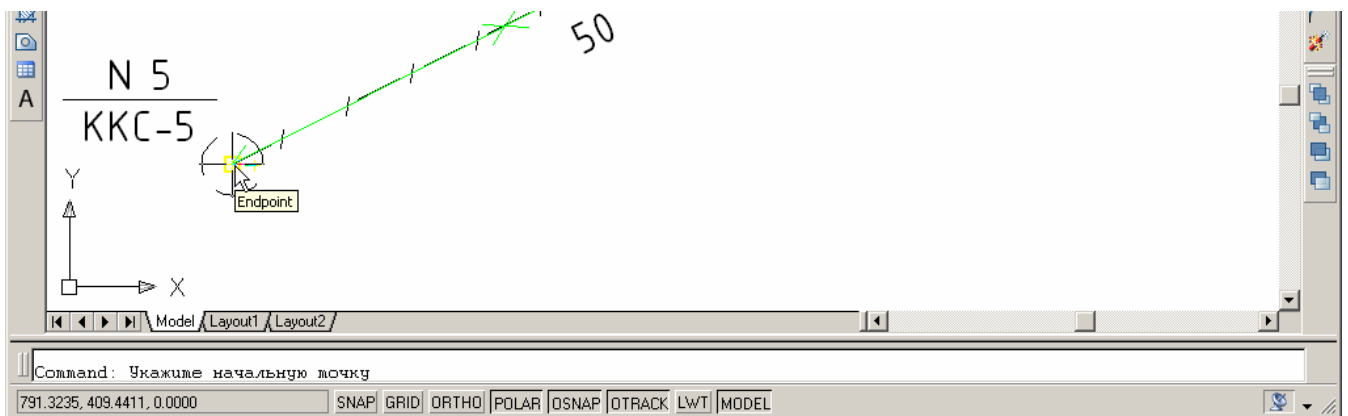 50
N 5
ККС-5
A
Y
Endpoint
X
Model Layout1 Layout2
Command: Укажите начальную точку
791.3235, 409.4411, 0.0000 SNAP GRID ORTHO POLAR OSNAP OTRACK LWT MODEL